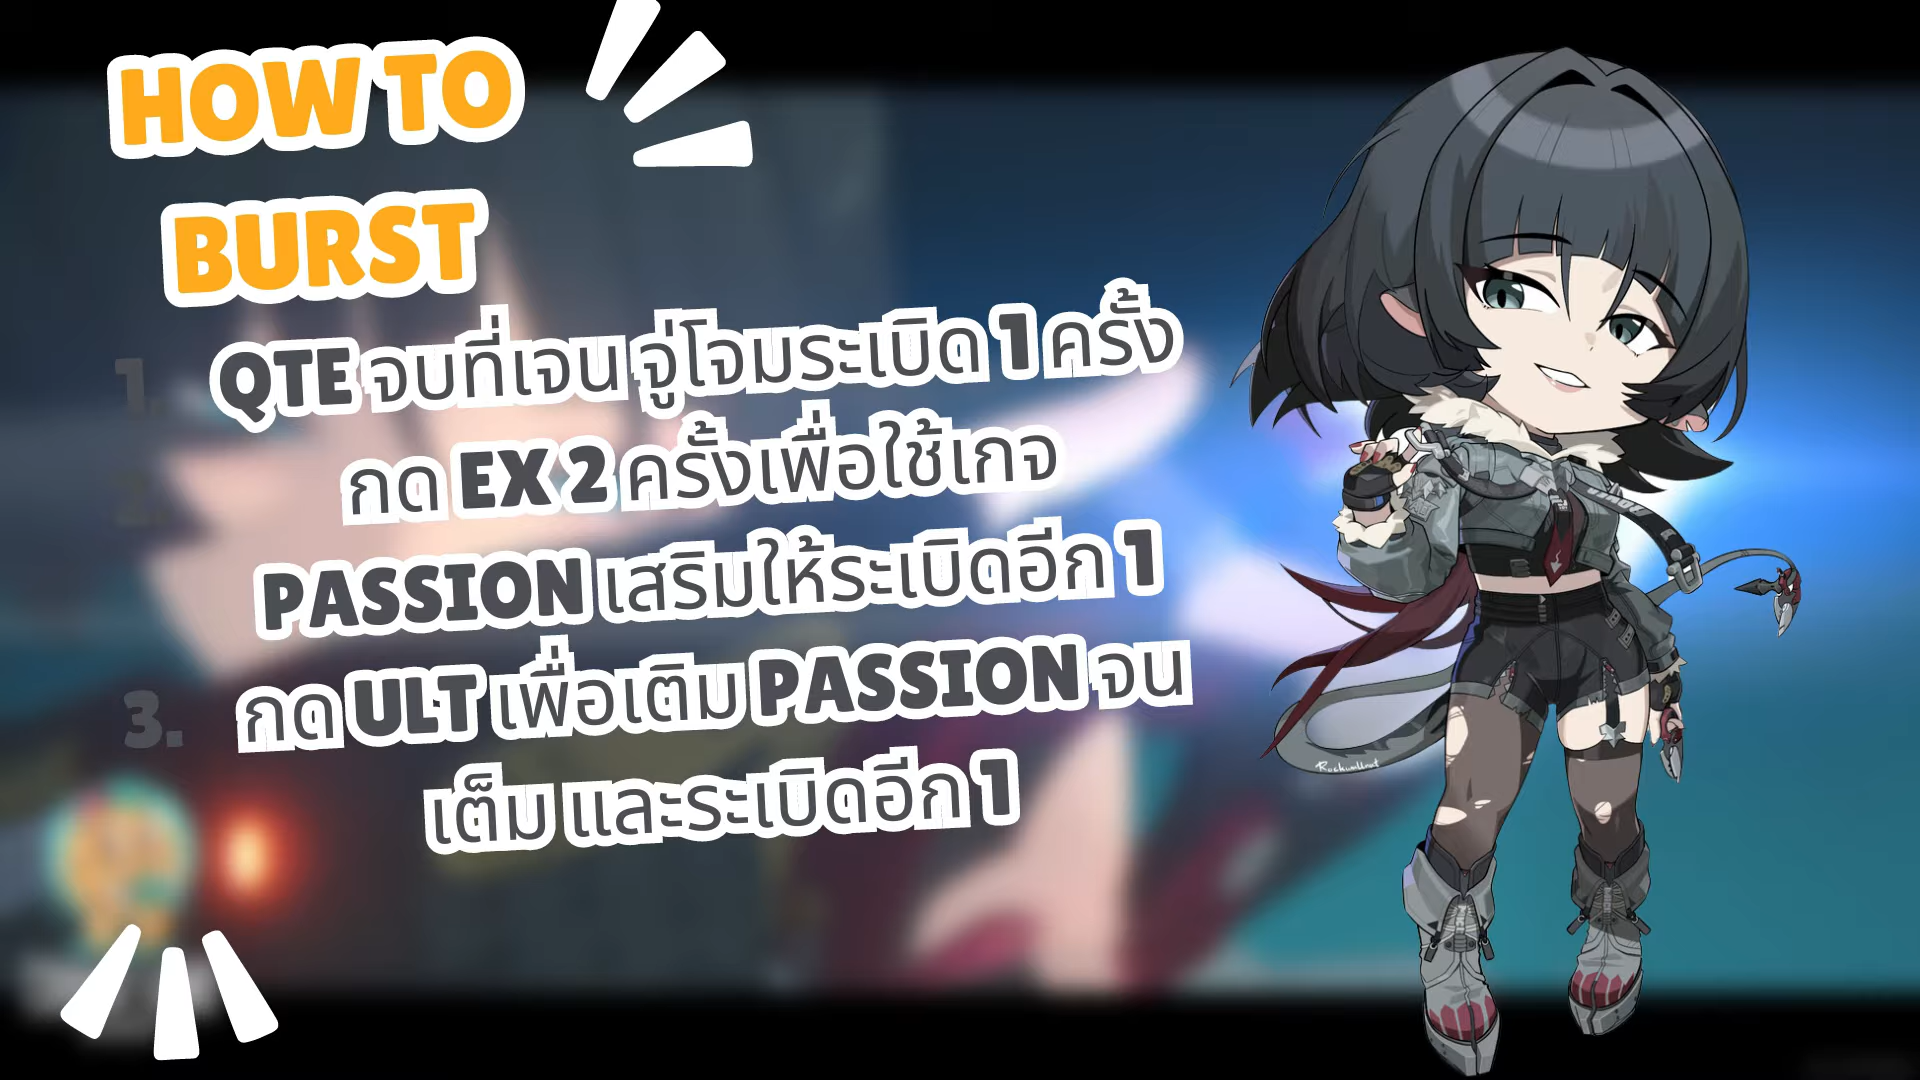 HOW TO
BURST
1. QTE จบที่เจน จู่โจมระเบิด 1 ครั้ง
2. กด EX 2 ครั้งเพื่อใช้เกจ
PASSION เสริมให้ระเบิดอีก 1
3. กด ULT เพื่อเติม PASSION จน
เต็ม และระเบิดอีก 1
Rockwallnut